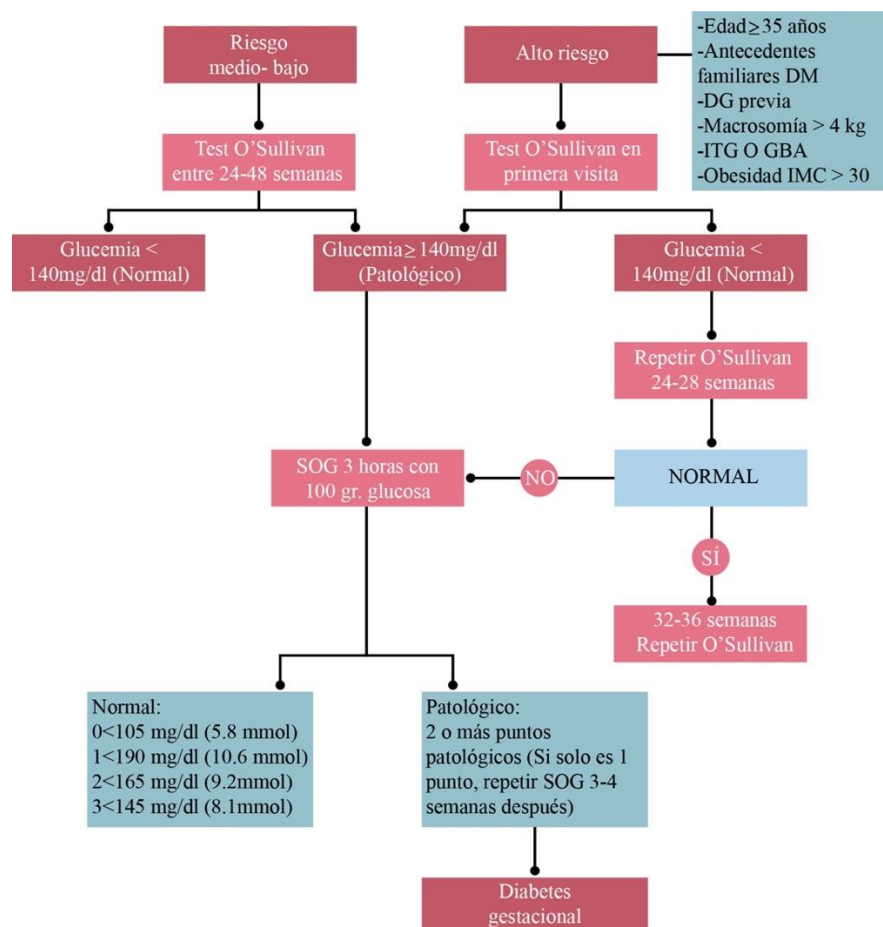 Riesgo
medio- bajo
Alto riesgo
-Edad ≥ 35 años
-Antecedentes
familiares DM
-DG previa
-Macrosomía > 4 kg
-ITG O GBA
-Obesidad IMC > 30
Test O’Sullivan
entre 24-48 semanas
Test O’Sullivan en
primera visita
Glucemia <
140mg/dl (Normal)
Glucemia ≥ 140mg/dl
(Patológico)
Glucemia <
140mg/dl (Normal)
Repetir O’Sullivan
24-28 semanas
SOG 3 horas con
100 gr. glucosa
NO
NORMAL
SÍ
32-36 semanas
Repetir O’Sullivan
Normal:
0<105 mg/dl (5.8 mmol)
1<190 mg/dl (10.6 mmol)
2<165 mg/dl (9.2mmol)
3<145 mg/dl (8.1mmol)
Patológico:
2 o más puntos
patológicos (Si solo es 1
punto, repetir SOG 3-4
semanas después)
Diabetes
gestacional